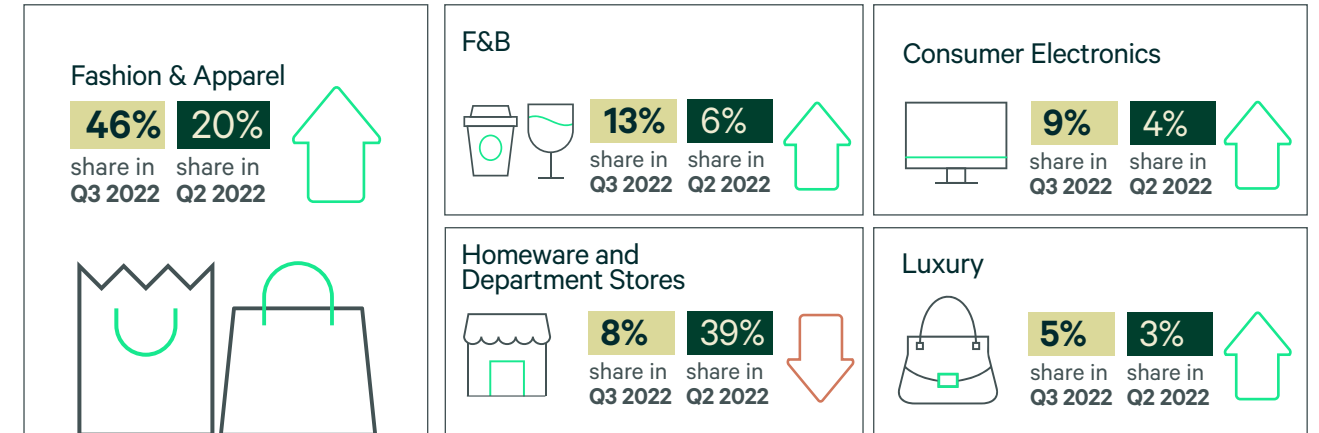 Fashion & Apparel
46% 20%
share in share in
Q3 2022 Q2 2022
F&B
13% 6%
share in share in
Q3 2022 Q2 2022
Consumer Electronics
9% 4%
share in share in
Q3 2022 Q2 2022
Homeware and
Department Stores
8% 39%
share in share in
Q3 2022 Q2 2022
Luxury
5% 3%
share in share in
Q3 2022 Q2 2022